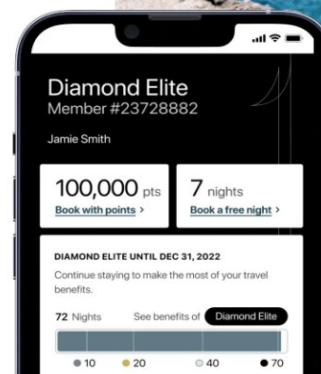 Diamond Elite
Member #23728882
Jamie Smith
100,000 pts
Book with points >
7 nights
Book a free night >
DIAMOND ELITE UNTIL DEC 31, 2022
Continue staying to make the most of your travel
benefits.
72 Nights See benefits of Diamond Elite
10 20 40 70